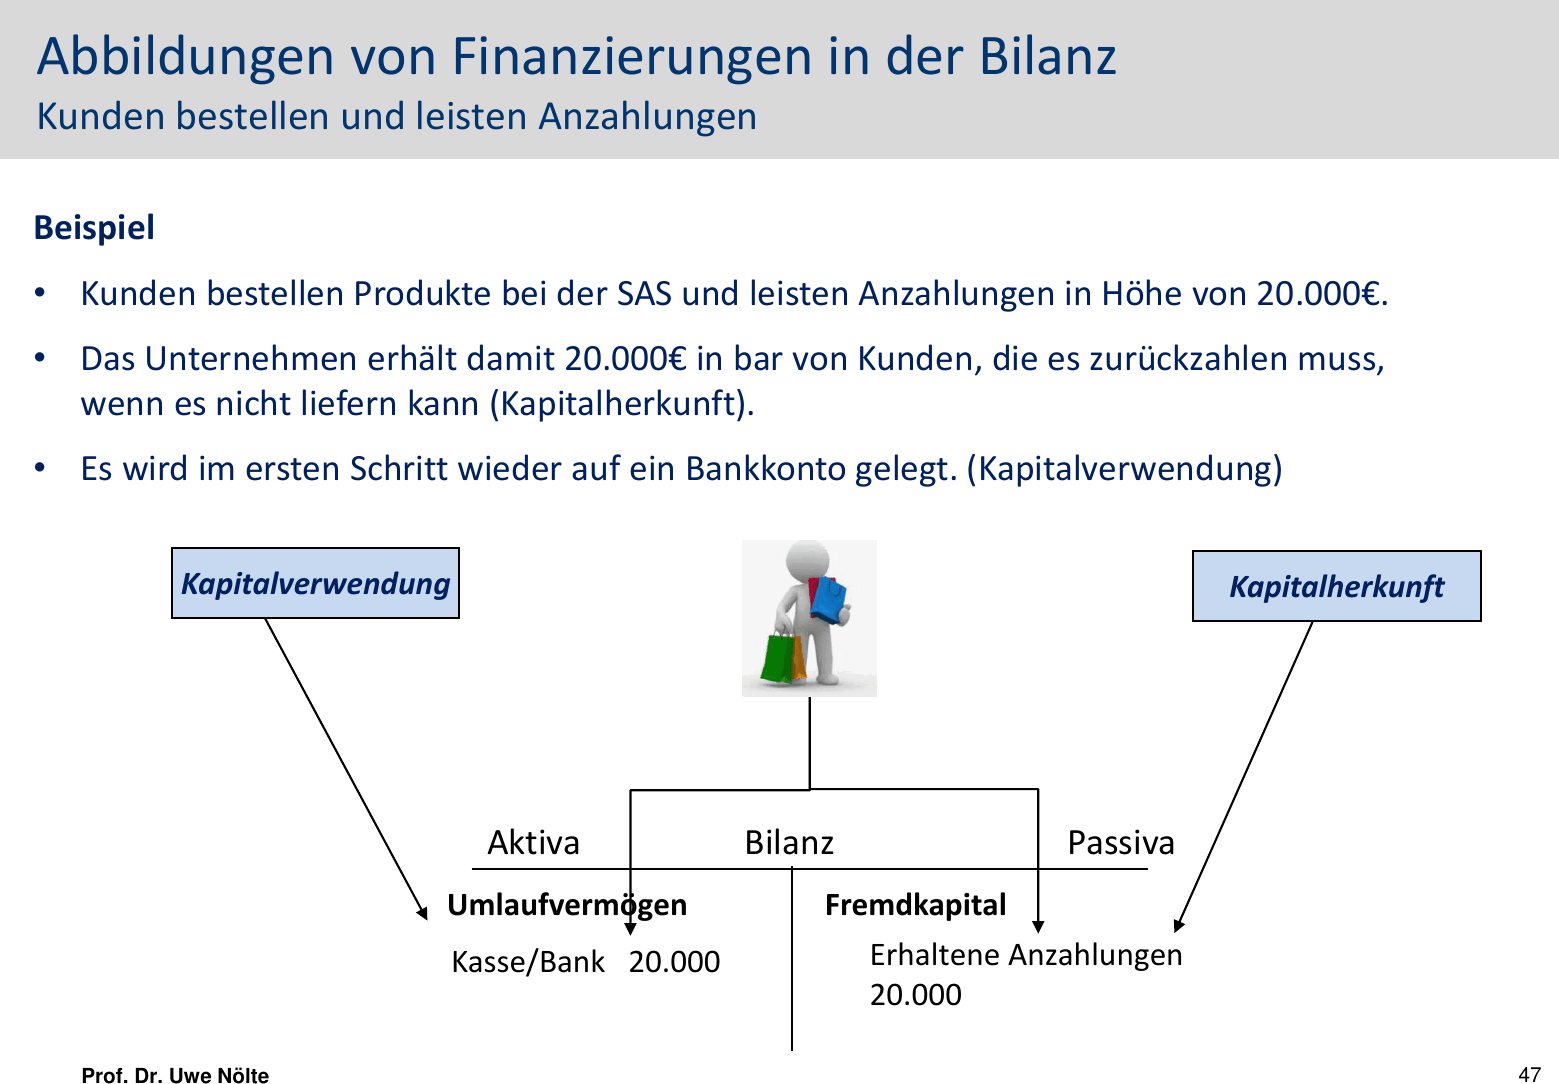 Abbildungen von Finanzierungen in der Bilanz
Kunden bestellen und leisten Anzahlungen
Beispiel
• Kunden bestellen Produkte bei der SAS und leisten Anzahlungen in Höhe von 20.000€.
• Das Unternehmen erhält damit 20.000€ in bar von Kunden, die es zurückzahlen muss,
wenn es nicht liefern kann (Kapitalherkunft).
• Es wird im ersten Schritt wieder auf ein Bankkonto gelegt. (Kapitalverwendung)
Kapitalverwendung
Kapitalherkunft
Aktiva Bilanz Passiva
Umlaufvermögen Fremdkapital
Kasse/Bank 20.000
Erhaltene Anzahlungen
20.000
Prof. Dr. Uwe Nölte
47